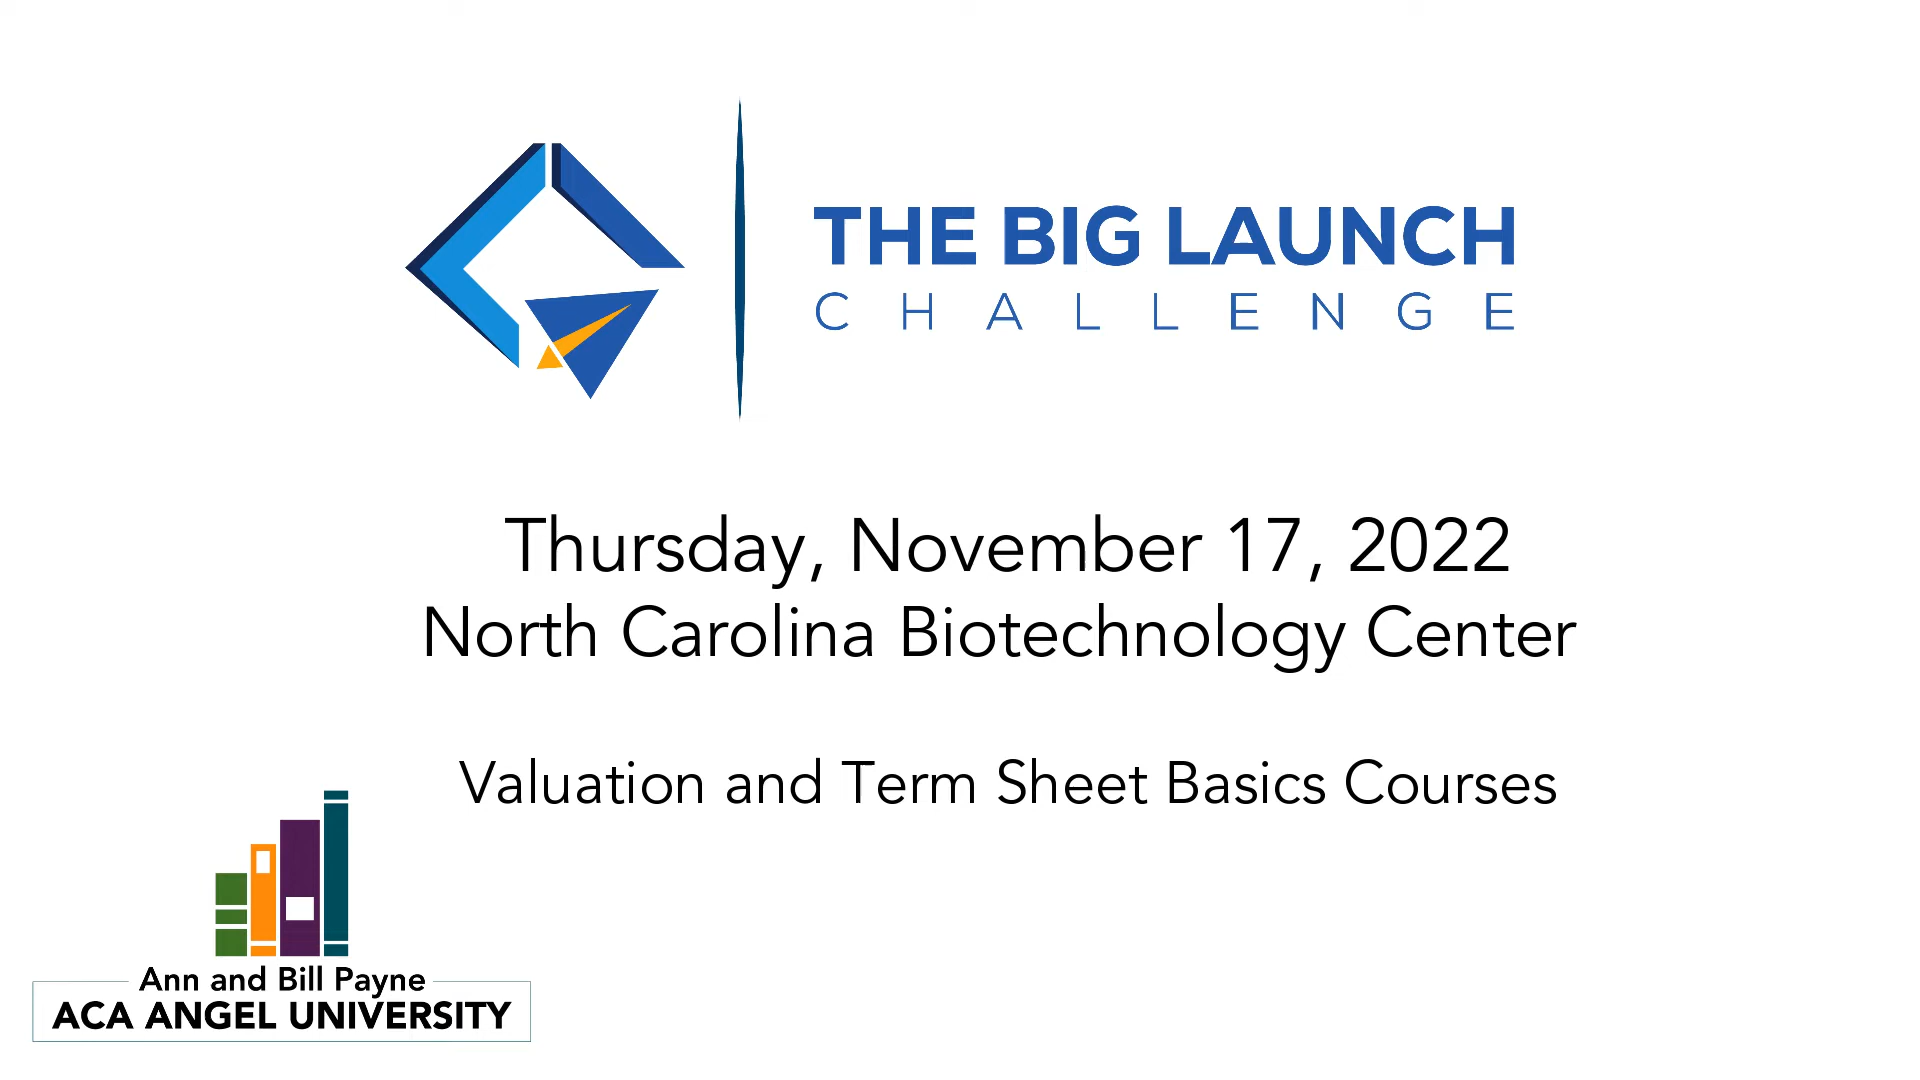 THE BIG LAUNCH
CHALLENGE
Thursday, November 17, 2022
North Carolina Biotechnology Center
Valuation and Term Sheet Basics Courses
Ann and Bill Payne
ACA ANGEL UNIVERSITY